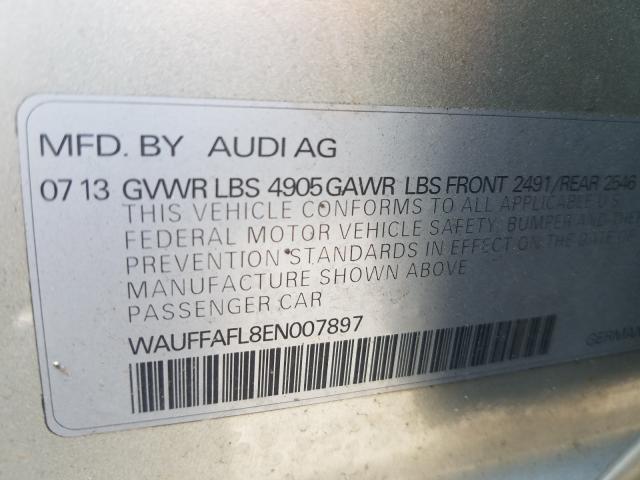 MFD. BY AUDI AG
07 13 GVWR LBS 4905 GAWR LBS FRONT 2491/REAR 2546
THIS VEHICLE CONFORMS TO ALL APPLICABLE U.S.
FEDERAL MOTOR VEHICLE SAFETY, BUMPER AND THE
PREVENTION STANDARDS IN EFFECT ON THE DATE OF
MANUFACTURE SHOWN ABOVE
PASSENGER CAR
WAUFFAFL8EN007897
GERMAN